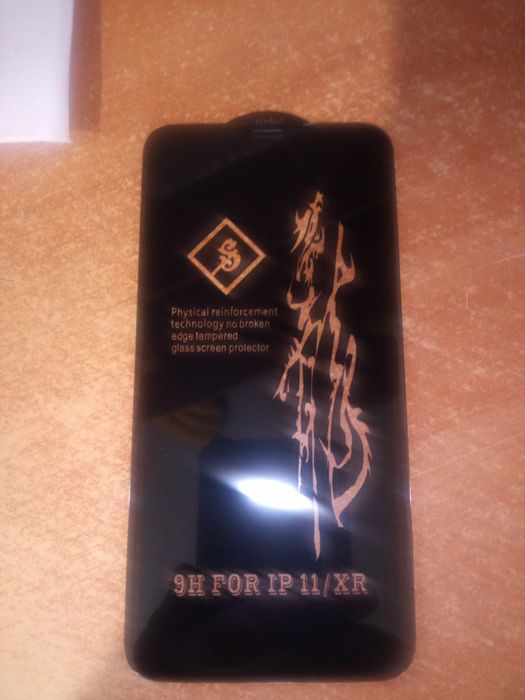 Physical reinforcement
technology no broken
edge tempered
glass screen protector
9H FOR IP 11/XR